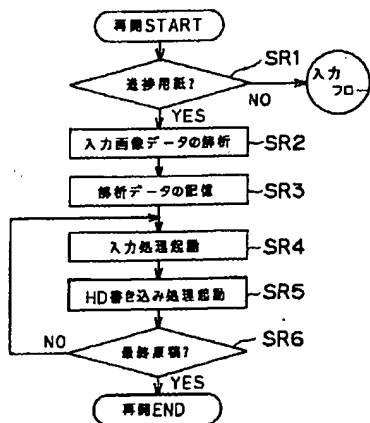 再開START
SR1
進捗用紙?
入力
フロー
NO
YES
入力画像データの解析
SR2
解析データの記憶
SR3
入力処理起動
SR4
HD書き込み処理起動
SR5
NO
最終原稿?
SR6
YES
再開END